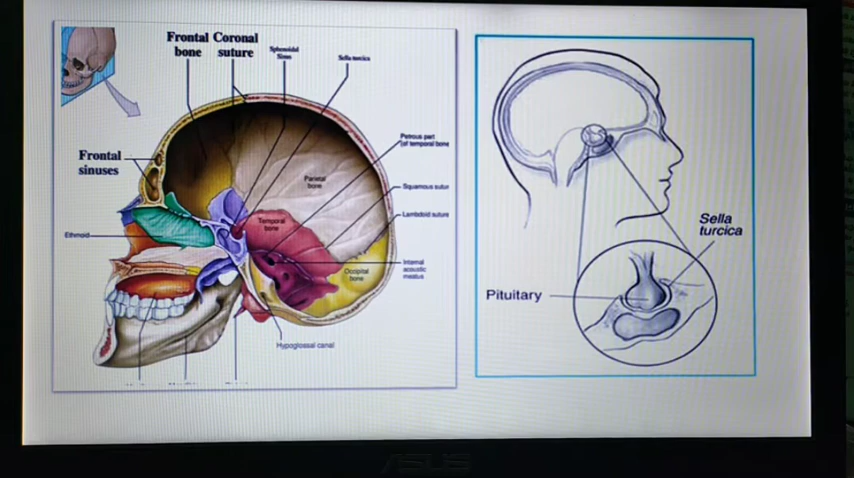 Frontal Coronal
bone suture
Sphenoidal
Sinus
Sella turcica
Frontal
sinuses
Petrous part
(of temporal bone
Parietal
bone
Squamous sutur
Lambdoid suture
Temporal
bone
Ethmoid
Internal
acoustic
meatus
Occipital
bone
Hypoglossal canal
Sella
turcica
Pituitary
ASUS